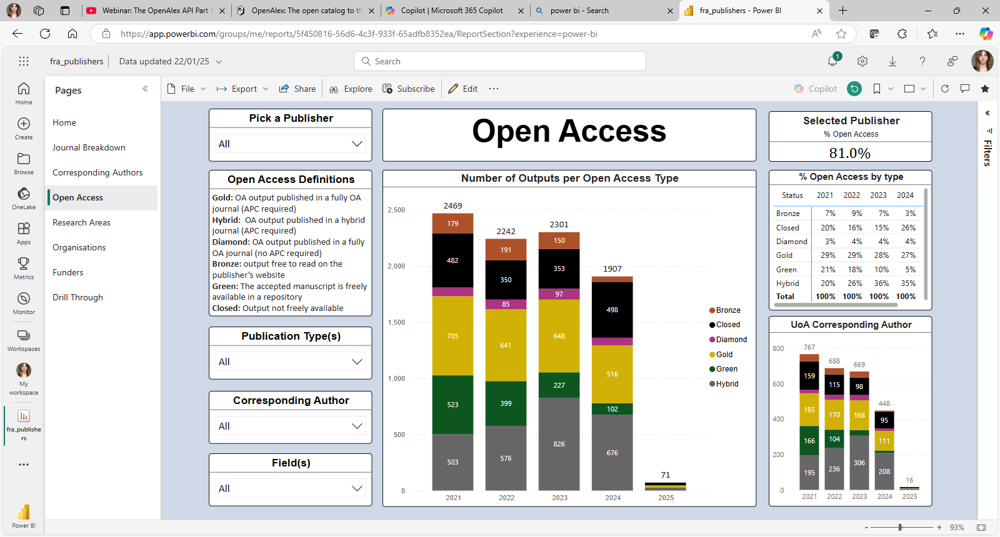 Webinar: The OpenAlex API Part 1
OpenAlex: The open catalog to th
Copilot | Microsoft 365 Copilot
power bi - Search
fra_publishers - Power BI
https://app.powerbi.com/groups/me/reports/5f450816-56d6-4c3f-933f-65adfb8352ea/ReportSection?experience=power-bi
fra_publishers
Data updated 22/01/25
Search
1
Home
Create
Browse
OneLake
Apps
Metrics
Monitor
Workspaces
My
workspace
fra_publishe
rs
Power BI
Pages
Home
Journal Breakdown
Corresponding Authors
Open Access
Research Areas
Organisations
Funders
Drill Through
File
Export
Share
Explore
Subscribe
Edit
Copilot
Pick a Publisher
All
Open Access Definitions
Gold: OA output published in a fully OA
journal (APC required)
Hybrid:  OA output published in a hybrid
journal (APC required)
Diamond: OA output published in a fully
OA journal (no APC required)
Bronze: output free to read on the
publisher’s website
Green: The accepted manuscript is freely
available in a repository
Closed: Output not freely available
Publication Type(s)
All
Corresponding Author
All
Field(s)
All
Open Access
Number of Outputs per Open Access Type
2,500
2,000
1,500
1,000
500
0
2469
179
482
705
523
503
2021
2242
191
350
85
641
399
576
2022
2301
150
353
97
648
227
826
2023
1907
498
516
102
676
2024
71
2025
Bronze
Closed
Diamond
Gold
Green
Hybrid
Selected Publisher
% Open Access
81.0%
% Open Access by type
Status 2021 2022 2023 2024
Bronze 7% 9% 7% 3%
Closed 20% 16% 15% 26%
Diamond 3% 4% 4% 4%
Gold 29% 29% 28% 27%
Green 21% 18% 10% 5%
Hybrid 20% 26% 36% 35%
Total 100% 100% 100% 100%
UoA Corresponding Author
800
600
400
200
0
767
159
185
166
195
2021
688
115
170
104
236
2022
669
98
168
306
2023
448
95
111
208
2024
16
2025
Filters
93%